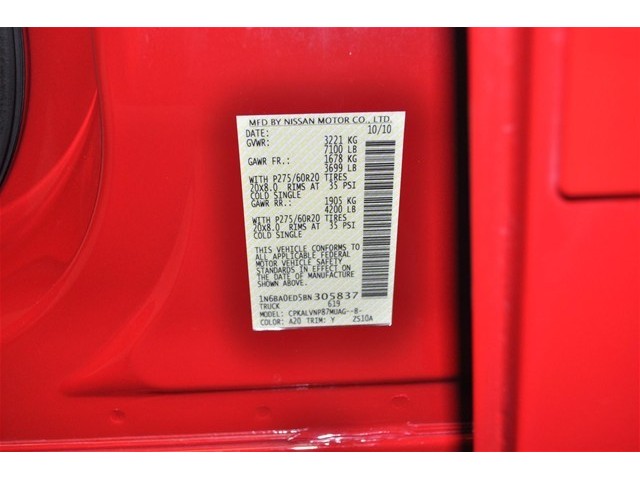 MFD BY NISSAN MOTOR CO., LTD.
DATE: 10/10
GVWR: 3221 KG
7100 LB
GAWR FR.: 1678 KG
3699 LB
WITH P275/60R20 TIRES
20X8.0 RIMS AT 35 PSI
COLD SINGLE
GAWR RR.: 1905 KG
4200 LB
WITH P275/60R20 TIRES
20X8.0 RIMS AT 35 PSI
COLD SINGLE
THIS VEHICLE CONFORMS TO
ALL APPLICABLE FEDERAL
MOTOR VEHICLE SAFETY
STANDARDS IN EFFECT ON
THE DATE OF MANUFACTURE
SHOWN ABOVE.
1N6BA0ED5BN305837
TRUCK 619
MODEL: CPKALVNPB7MUAG--B-
COLOR: A20 TRIM: Y ZS10A